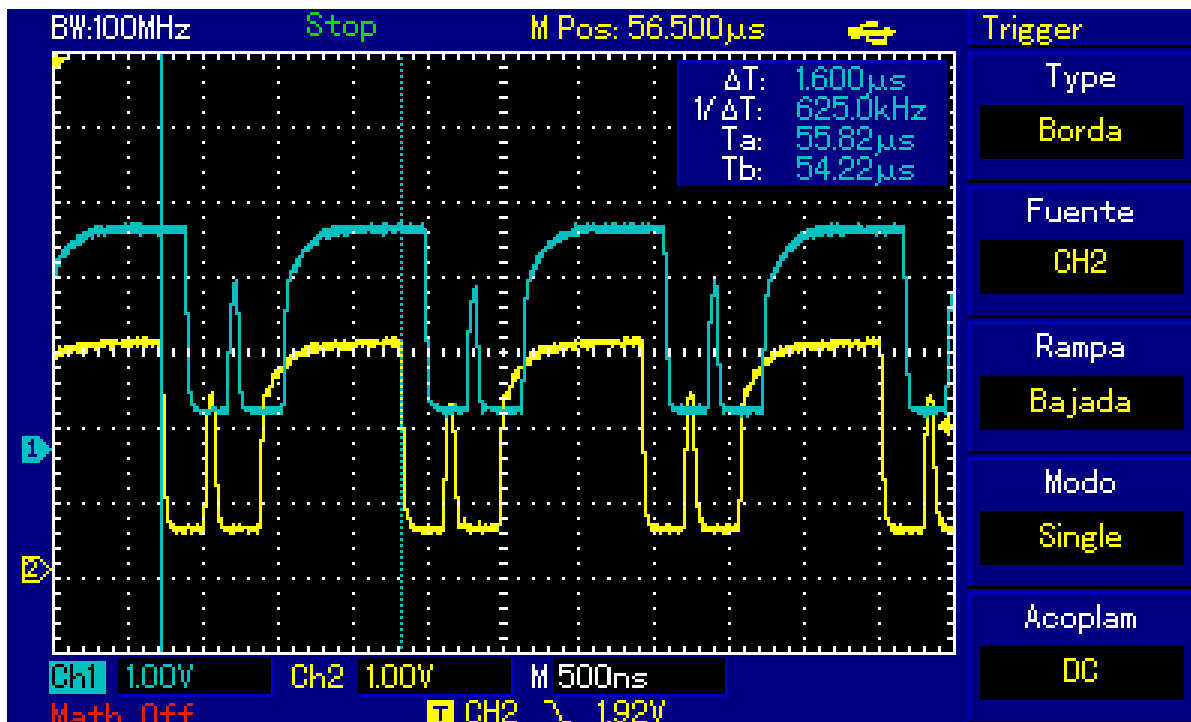 BW:100MHz Stop M Pos: 56.500µs Trigger
ΔT: 1.600µs
1/ΔT: 625.0kHz
Ta: 55.82µs
Tb: 54.22µs
Type
Borda
Fuente
CH2
Rampa
Bajada
Modo
Single
Acoplam
DC
1
2
Ch1 1.00V Ch2 1.00V M 500ns
Math Off T CH2 1.92V